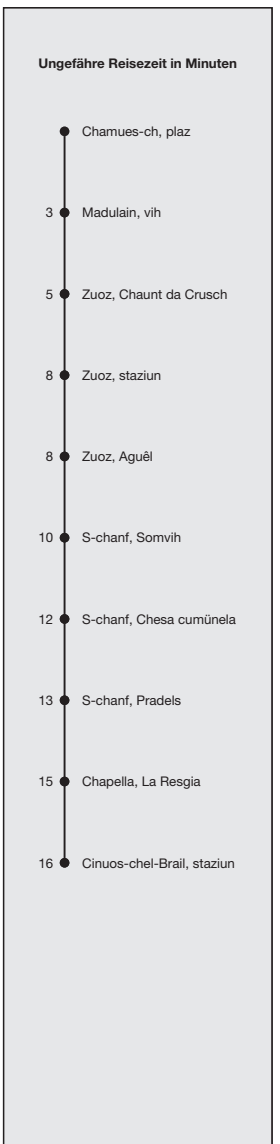 Ungefähre Reisezeit in Minuten
Chamues-ch, plaz
3 Madulain, vih
5 Zuoz, Chaunt da Crusch
8 Zuoz, staziun
8 Zuoz, Aguêl
10 S-chanf, Somvih
12 S-chanf, Chesa cumünela
13 S-chanf, Pradels
15 Chapella, La Resgia
16 Cinuos-chel-Brail, staziun